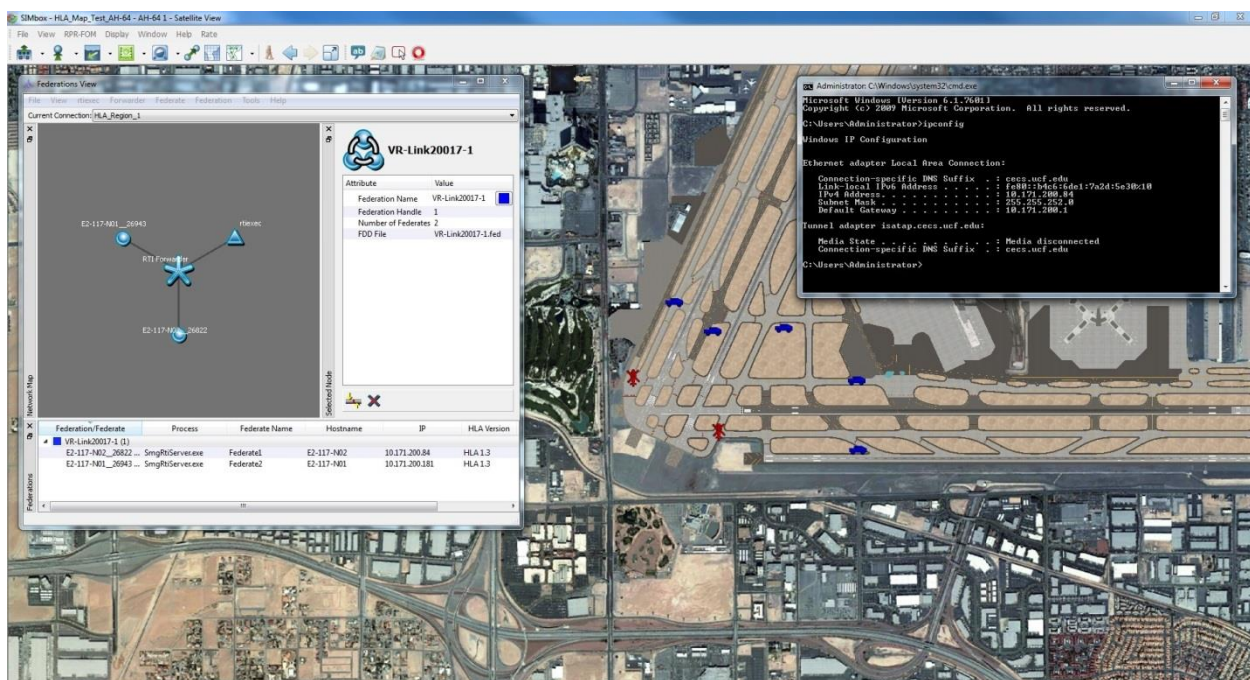 SIMbox - HLA_Map_Test_AH-64 - AH-64 1 - Satellite View
File View RPR-FOM Display Window Help Rate
Federations View
File View rtiexec Forwarder Federate Federation Tools Help
Current Connection: HLA_Region_1
E2-117-N01__26943
rtiexec
RTI Forwarder
E2-117-N02__26822
Network Map
Selected Node
VR-Link20017-1
Attribute Value
Federation Name VR-Link20017-1
Federation Handle 1
Number of Federates 2
FDD File VR-Link20017-1.fed
Federation/Federate Process Federate Name Hostname IP HLA Version
VR-Link20017-1 (1)
E2-117-N02__26822 ... SmgRtiServer.exe Federate1 E2-117-N02 10.171.200.84 HLA 1.3
E2-117-N01__26943 ... SmgRtiServer.exe Federate2 E2-117-N01 10.171.200.181 HLA 1.3
Federations
Administrator: C:\Windows\system32\cmd.exe
Microsoft Windows [Version 6.1.7601]
Copyright (c) 2009 Microsoft Corporation. All rights reserved.
C:\Users\Administrator>ipconfig
Windows IP Configuration
Ethernet adapter Local Area Connection:
Connection-specific DNS Suffix . : cecs.ucf.edu
Link-local IPv6 Address . . . . . : fe80::b4c6:6de1:7a2d:5e30%10
IPv4 Address. . . . . . . . . . . : 10.171.200.84
Subnet Mask . . . . . . . . . . . : 255.255.252.0
Default Gateway . . . . . . . . . : 10.171.200.1
Tunnel adapter isatap.cecs.ucf.edu:
Media State . . . . . . . . . . . : Media disconnected
Connection-specific DNS Suffix . : cecs.ucf.edu
C:\Users\Administrator>